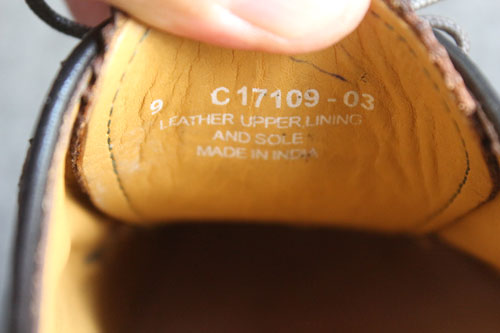 9 C17109-03
LEATHER UPPER, LINING
AND SOLE
MADE IN INDIA